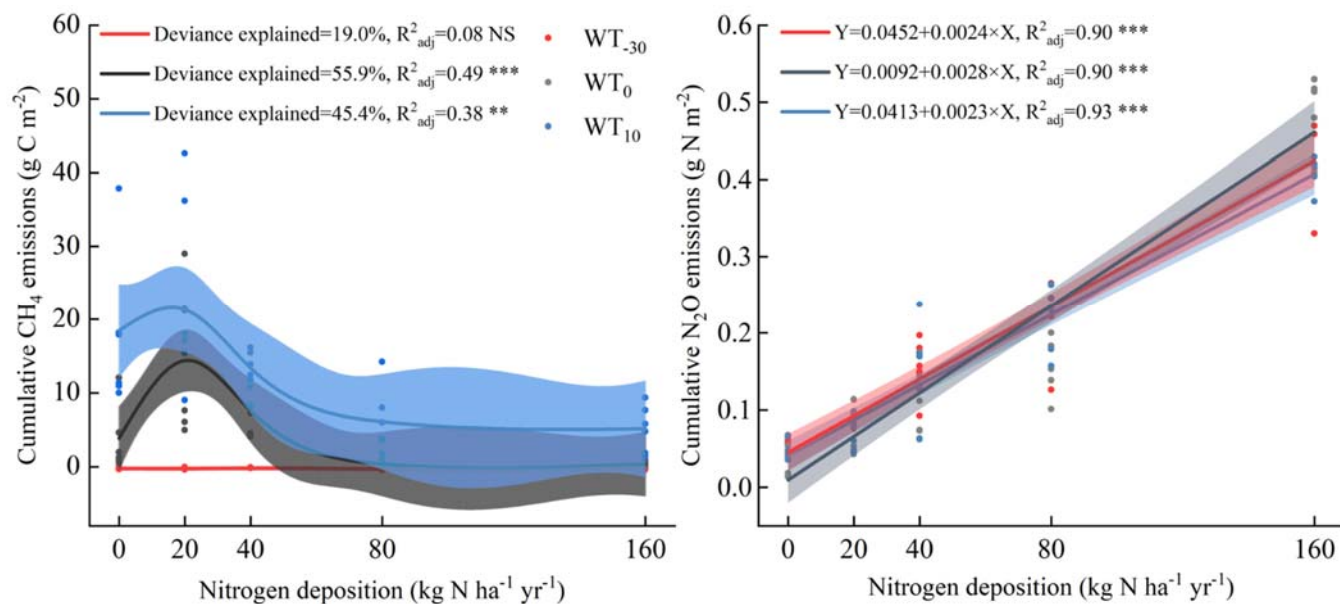 Cumulative CH₄ emissions (g C m⁻²)
60
50
40
30
20
10
0
Deviance explained=19.0%, R²adj=0.08 NS
Deviance explained=55.9%, R²adj=0.49 ***
Deviance explained=45.4%, R²adj=0.38 **
WT₋₃₀
WT₀
WT₁₀
0 20 40 80 160
Nitrogen deposition (kg N ha⁻¹ yr⁻¹)
Cumulative N₂O emissions (g N m⁻²)
0.6
0.5
0.4
0.3
0.2
0.1
0.0
Y=0.0452+0.0024×X, R²adj=0.90 ***
Y=0.0092+0.0028×X, R²adj=0.90 ***
Y=0.0413+0.0023×X, R²adj=0.93 ***
0 20 40 80 160
Nitrogen deposition (kg N ha⁻¹ yr⁻¹)